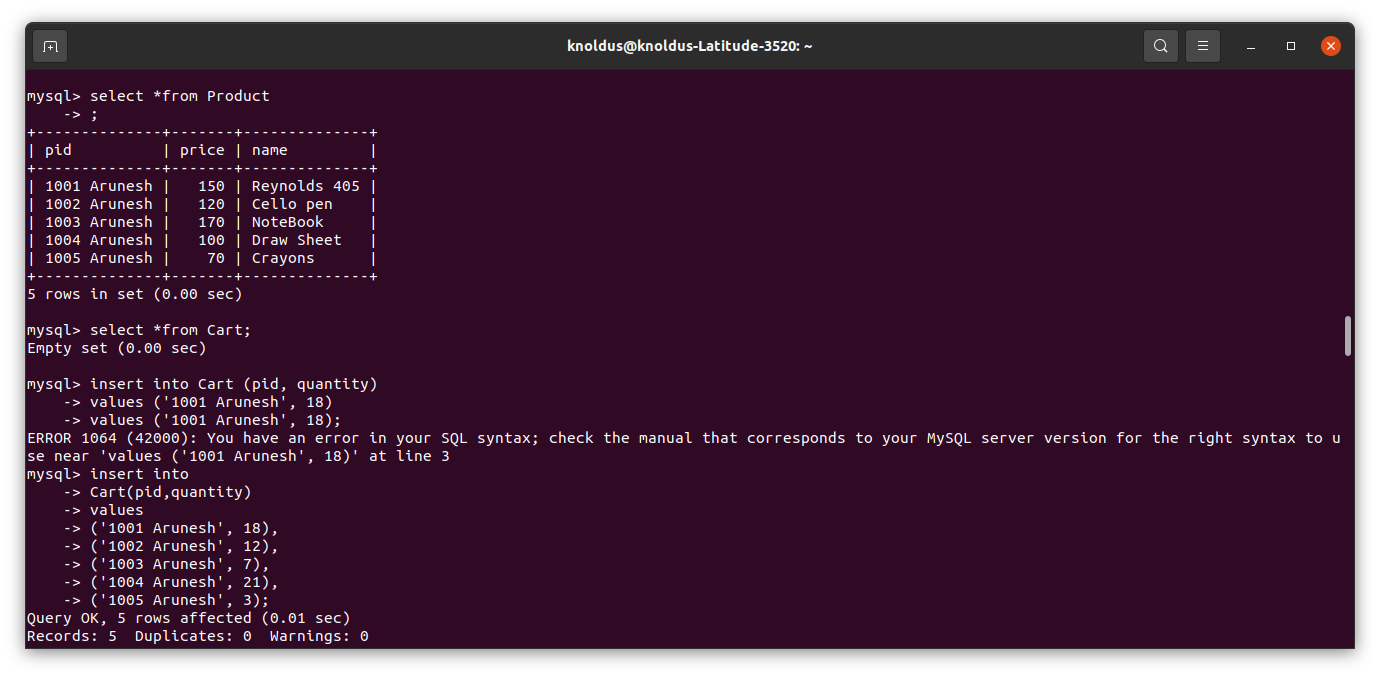 knoldus@knoldus-Latitude-3520: ~
mysql> select *from Product
    -> ;
+--------------+-------+--------------+
| pid          | price | name         |
+--------------+-------+--------------+
| 1001 Arunesh |   150 | Reynolds 405 |
| 1002 Arunesh |   120 | Cello pen    |
| 1003 Arunesh |   170 | NoteBook     |
| 1004 Arunesh |   100 | Draw Sheet   |
| 1005 Arunesh |    70 | Crayons      |
+--------------+-------+--------------+
5 rows in set (0.00 sec)

mysql> select *from Cart;
Empty set (0.00 sec)

mysql> insert into Cart (pid, quantity)
    -> values ('1001 Arunesh', 18)
    -> values ('1001 Arunesh', 18);
ERROR 1064 (42000): You have an error in your SQL syntax; check the manual that corresponds to your MySQL server version for the right syntax to u
se near 'values ('1001 Arunesh', 18)' at line 3
mysql> insert into
    -> Cart(pid,quantity)
    -> values
    -> ('1001 Arunesh', 18),
    -> ('1002 Arunesh', 12),
    -> ('1003 Arunesh', 7),
    -> ('1004 Arunesh', 21),
    -> ('1005 Arunesh', 3);
Query OK, 5 rows affected (0.01 sec)
Records: 5  Duplicates: 0  Warnings: 0